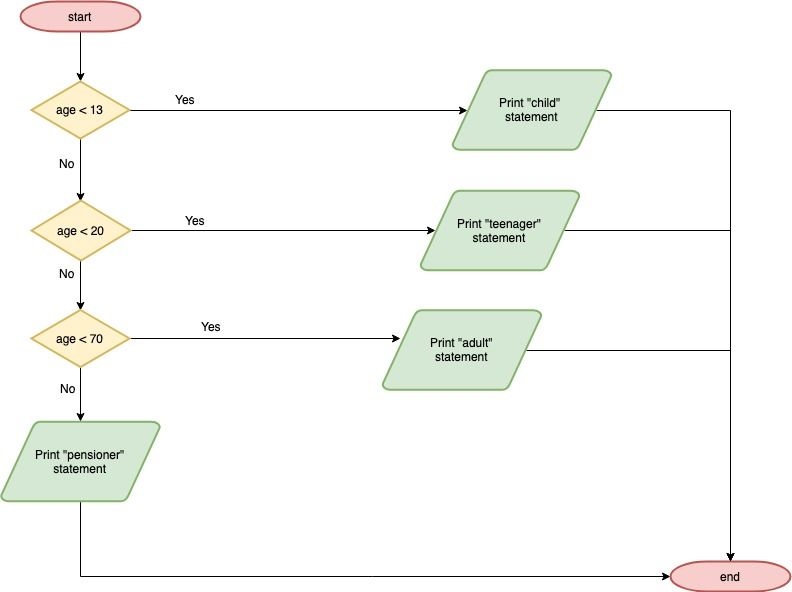 start
age < 13
Yes
Print "child"
statement
No
age < 20
Yes
Print "teenager"
statement
No
age < 70
Yes
Print "adult"
statement
No
Print "pensioner"
statement
end